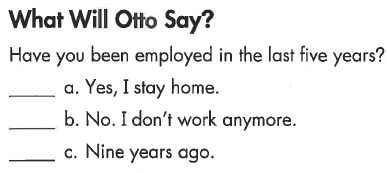 What Will Otto Say?
Have you been employed in the last five years?
_____ a. Yes, I stay home.
_____ b. No. I don't work anymore.
_____ c. Nine years ago.